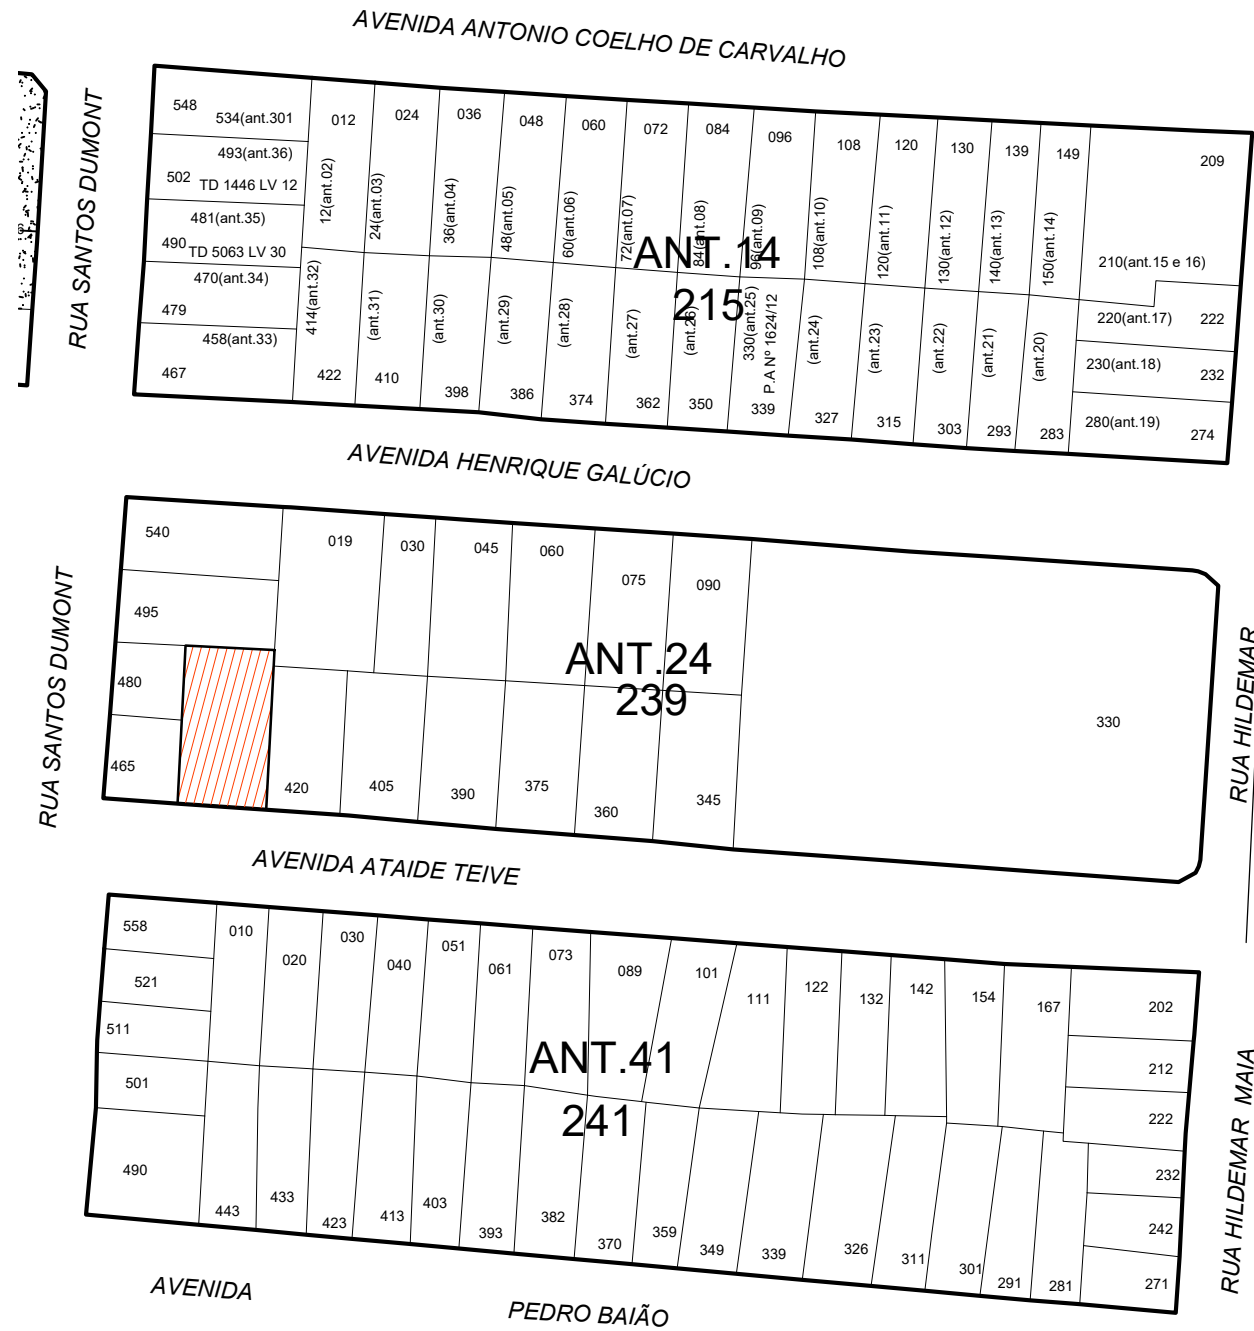 AVENIDA ANTONIO COELHO DE CARVALHO
RUA SANTOS DUMONT
548
534(ant.301
493(ant.36)
502 TD 1446 LV 12
481(ant.35)
490 TD 5063 LV 30
470(ant.34)
479
458(ant.33)
467
012
024
036
048
060
072
084
096
108
120
130
139
149
209
12(ant.02)
24(ant.03)
36(ant.04)
48(ant.05)
60(ant.06)
72(ant.07)
84(ant.08)
96(ant.09)
108(ant.10)
120(ant.11)
130(ant.12)
140(ant.13)
150(ant.14)
210(ant.15 e 16)
ANT.14
215
414(ant.32)
(ant.31)
(ant.30)
(ant.29)
(ant.28)
(ant.27)
(ant.26)
330(ant.25)
P.A Nº 1624/12
(ant.24)
(ant.23)
(ant.22)
(ant.21)
(ant.20)
220(ant.17) 222
230(ant.18) 232
280(ant.19) 274
422
410
398
386
374
362
350
339
327
315
303
293
283
AVENIDA HENRIQUE GALÚCIO
RUA SANTOS DUMONT
540
495
480
465
019
030
045
060
075
090
ANT.24
239
330
420
405
390
375
360
345
RUA HILDEMAR
AVENIDA ATAIDE TEIVE
558
521
511
501
490
010
020
030
040
051
061
073
089
101
111
122
132
142
154
167
202
212
222
232
242
271
ANT.41
241
443
433
423
413
403
393
382
370
359
349
339
326
311
301
291
281
RUA HILDEMAR MAIA
AVENIDA
PEDRO BAIÃO